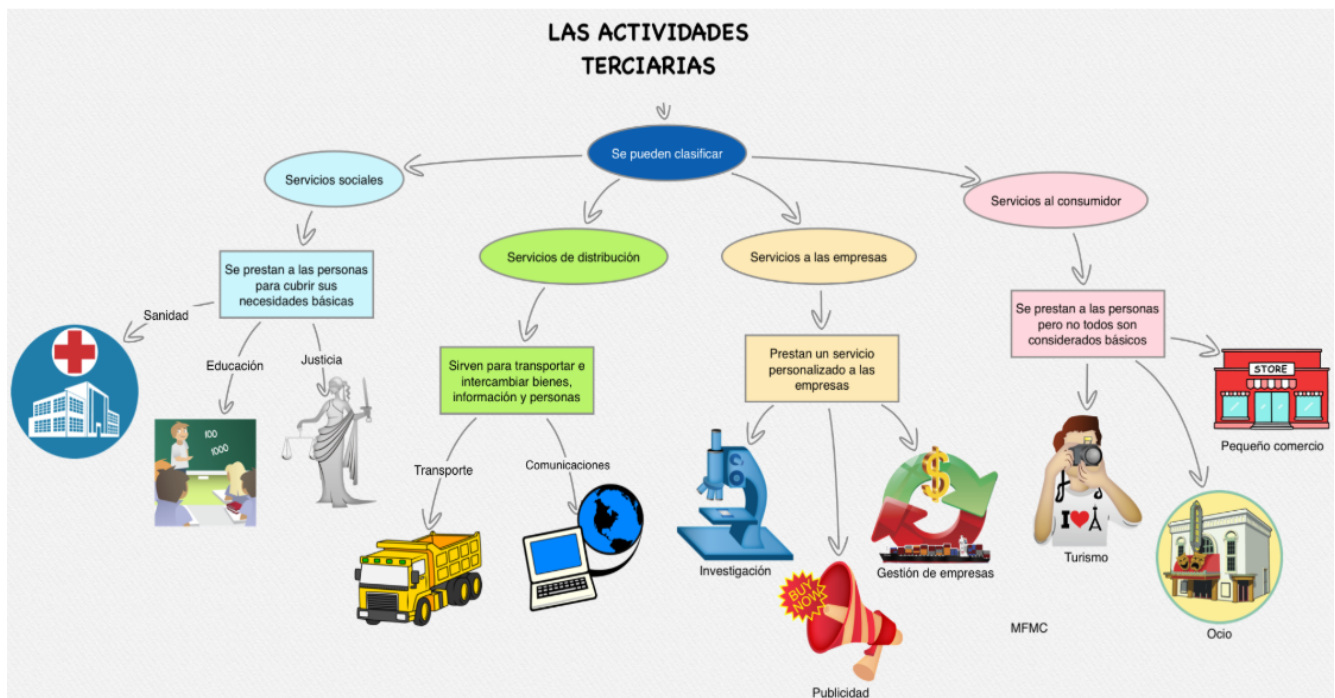 LAS ACTIVIDADES
TERCIARIAS
Se pueden clasificar
Servicios sociales
Servicios al consumidor
Servicios de distribución
Servicios a las empresas
Se prestan a las personas
para cubrir sus
necesidades básicas
Sirven para transportar e
intercambiar bienes,
información y personas
Prestan un servicio
personalizado a las
empresas
Se prestan a las personas
pero no todos son
considerados básicos
Sanidad
Educación
Justicia
100
1000
Transporte
Comunicaciones
Investigación
BUY
NOW
Publicidad
$
Gestión de empresas
I
Turismo
STORE
Pequeño comercio
Ocio
MFMC